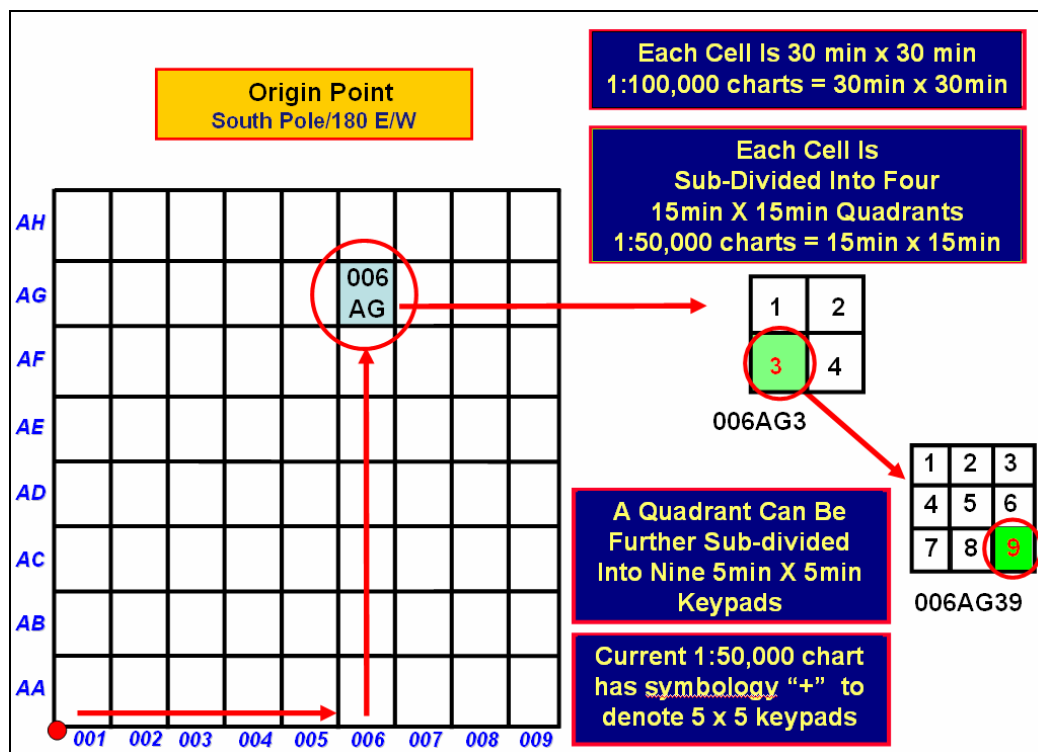 Each Cell Is 30 min x 30 min
1:100,000 charts = 30min x 30min
Origin Point
South Pole/180 E/W
Each Cell Is
Sub-Divided Into Four
15min X 15min Quadrants
1:50,000 charts = 15min x 15min
AH
AG
AF
AE
AD
AC
AB
AA
006
AG
001 002 003 004 005 006 007 008 009
1 2
3 4
006AG3
1 2 3
4 5 6
7 8 9
006AG39
A Quadrant Can Be
Further Sub-divided
Into Nine 5min X 5min
Keypads
Current 1:50,000 chart
has symbology “+” to
denote 5 x 5 keypads